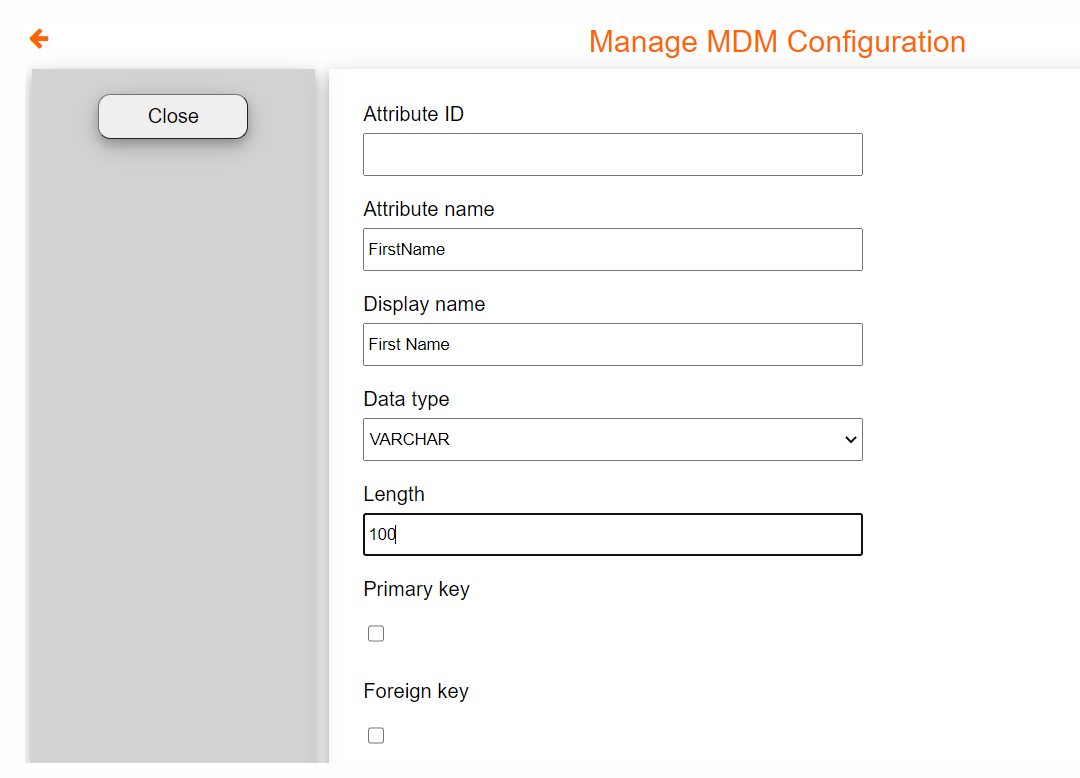 Manage MDM Configuration
Close
Attribute ID
Attribute name
FirstName
Display name
First Name
Data type
VARCHAR
Length
100
Primary key
Foreign key